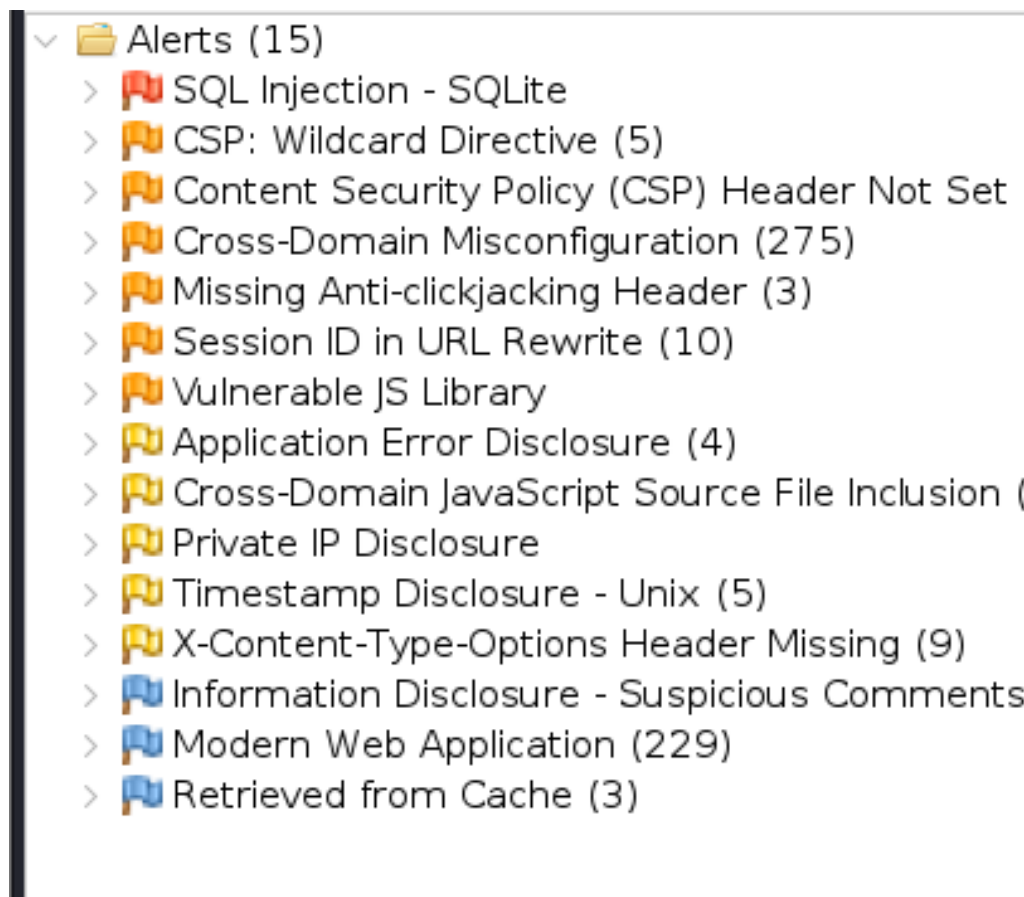 Alerts (15)
SQL Injection - SQLite
CSP: Wildcard Directive (5)
Content Security Policy (CSP) Header Not Set
Cross-Domain Misconfiguration (275)
Missing Anti-clickjacking Header (3)
Session ID in URL Rewrite (10)
Vulnerable JS Library
Application Error Disclosure (4)
Cross-Domain JavaScript Source File Inclusion (
Private IP Disclosure
Timestamp Disclosure - Unix (5)
X-Content-Type-Options Header Missing (9)
Information Disclosure - Suspicious Comments
Modern Web Application (229)
Retrieved from Cache (3)